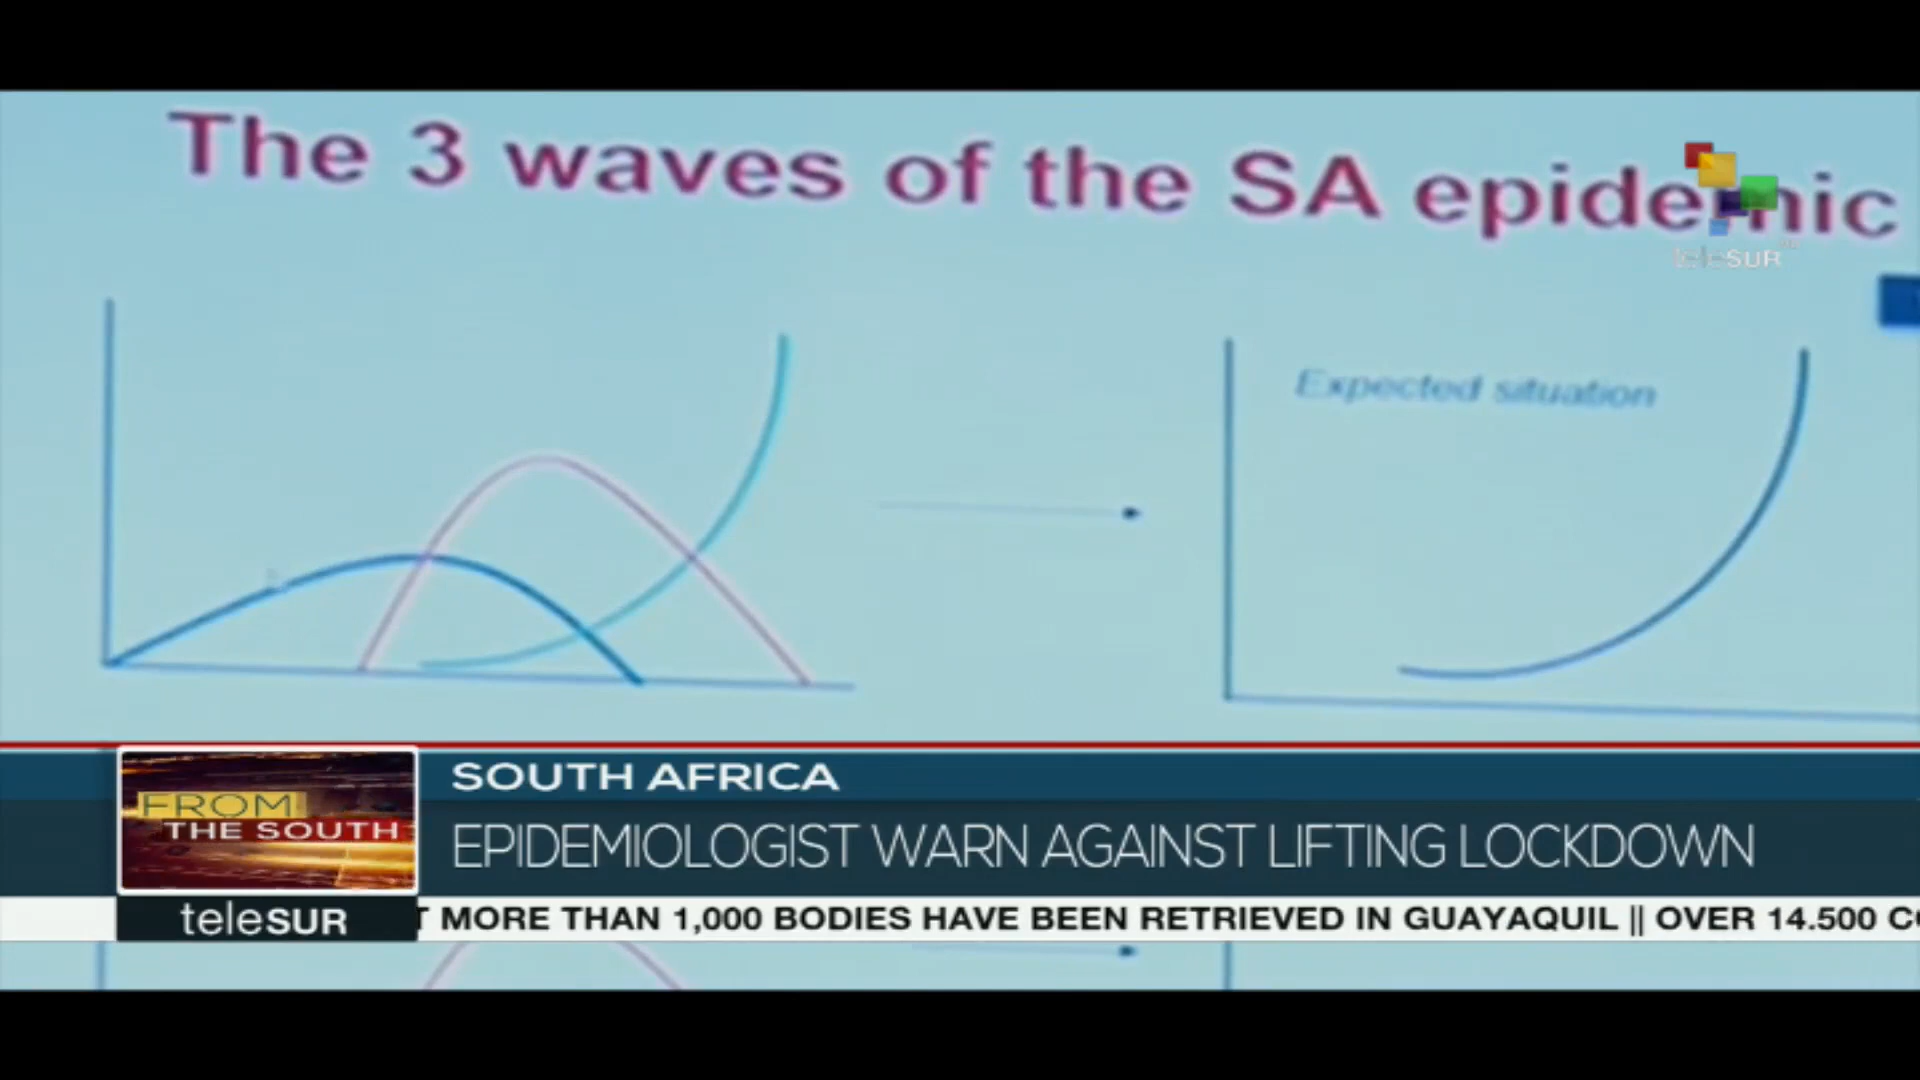 The 3 waves of the SA epidemic
teleSUR
Expected situation
SOUTH AFRICA
FROM
THE SOUTH
EPIDEMIOLOGIST WARN AGAINST LIFTING LOCKDOWN
teleSUR
MORE THAN 1,000 BODIES HAVE BEEN RETRIEVED IN GUAYAQUIL || OVER 14.500